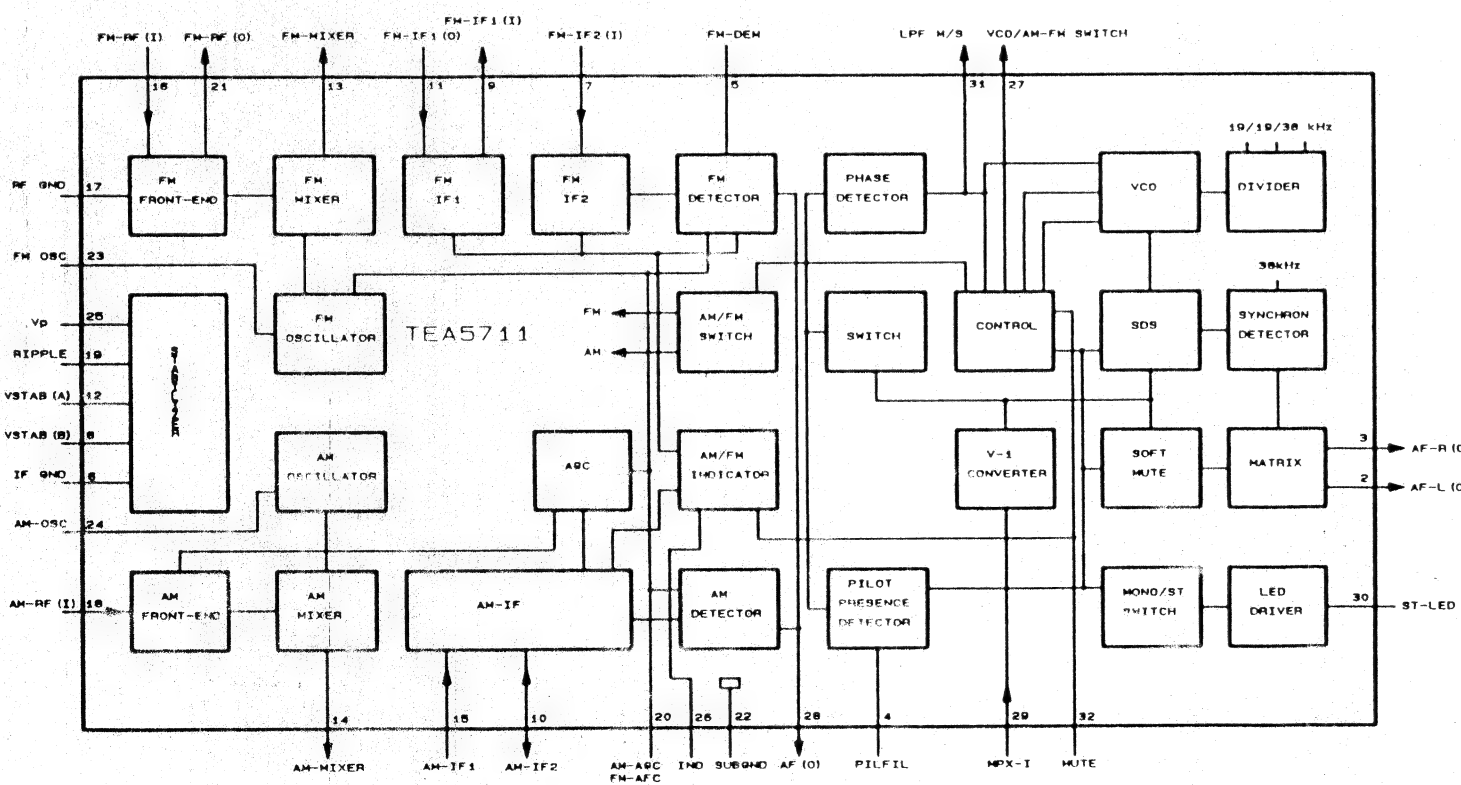 FM-IF1(I)
FM-RF(I) FM-RF(O) FM-MIXER FM-IF1(O) FM-IF2(I) FM-DEM LPF M/S VCO/AM-FM SWITCH
16 21 13 11 9 7 5 31 27
19/19/38 kHz
RF GND 17
FM FRONT-END
FM MIXER
FM IF1
FM IF2
FM DETECTOR
PHASE DETECTOR
VCO
DIVIDER
FM OSC 23
38kHz
Vp 25
RIPPLE 19
VSTAB(A) 12
VSTAB(B) 8
IF GND 6
AM-OSC 24
STABILIZER
FM OSCILLATOR
TEA5711
FM
AM
AM/FM SWITCH
SWITCH
CONTROL
SDS
SYNCHRON DETECTOR
AM OSCILLATOR
AGC
AM/FM INDICATOR
V-I CONVERTER
SOFT MUTE
MATRIX
3 AF-R(O
2 AF-L(O
AM-RF(I) 18
AM FRONT-END
AM MIXER
AM-IF
AM DETECTOR
PILOT PRESENCE DETECTOR
MONO/ST SWITCH
LED DRIVER
30 ST-LED
14 15 10 20 26 22 28 4 29 32
AM-MIXER AM-IF1 AM-IF2 AM-AGC IND SUBGND AF(O) PILFIL MPX-I MUTE
FM-AFC